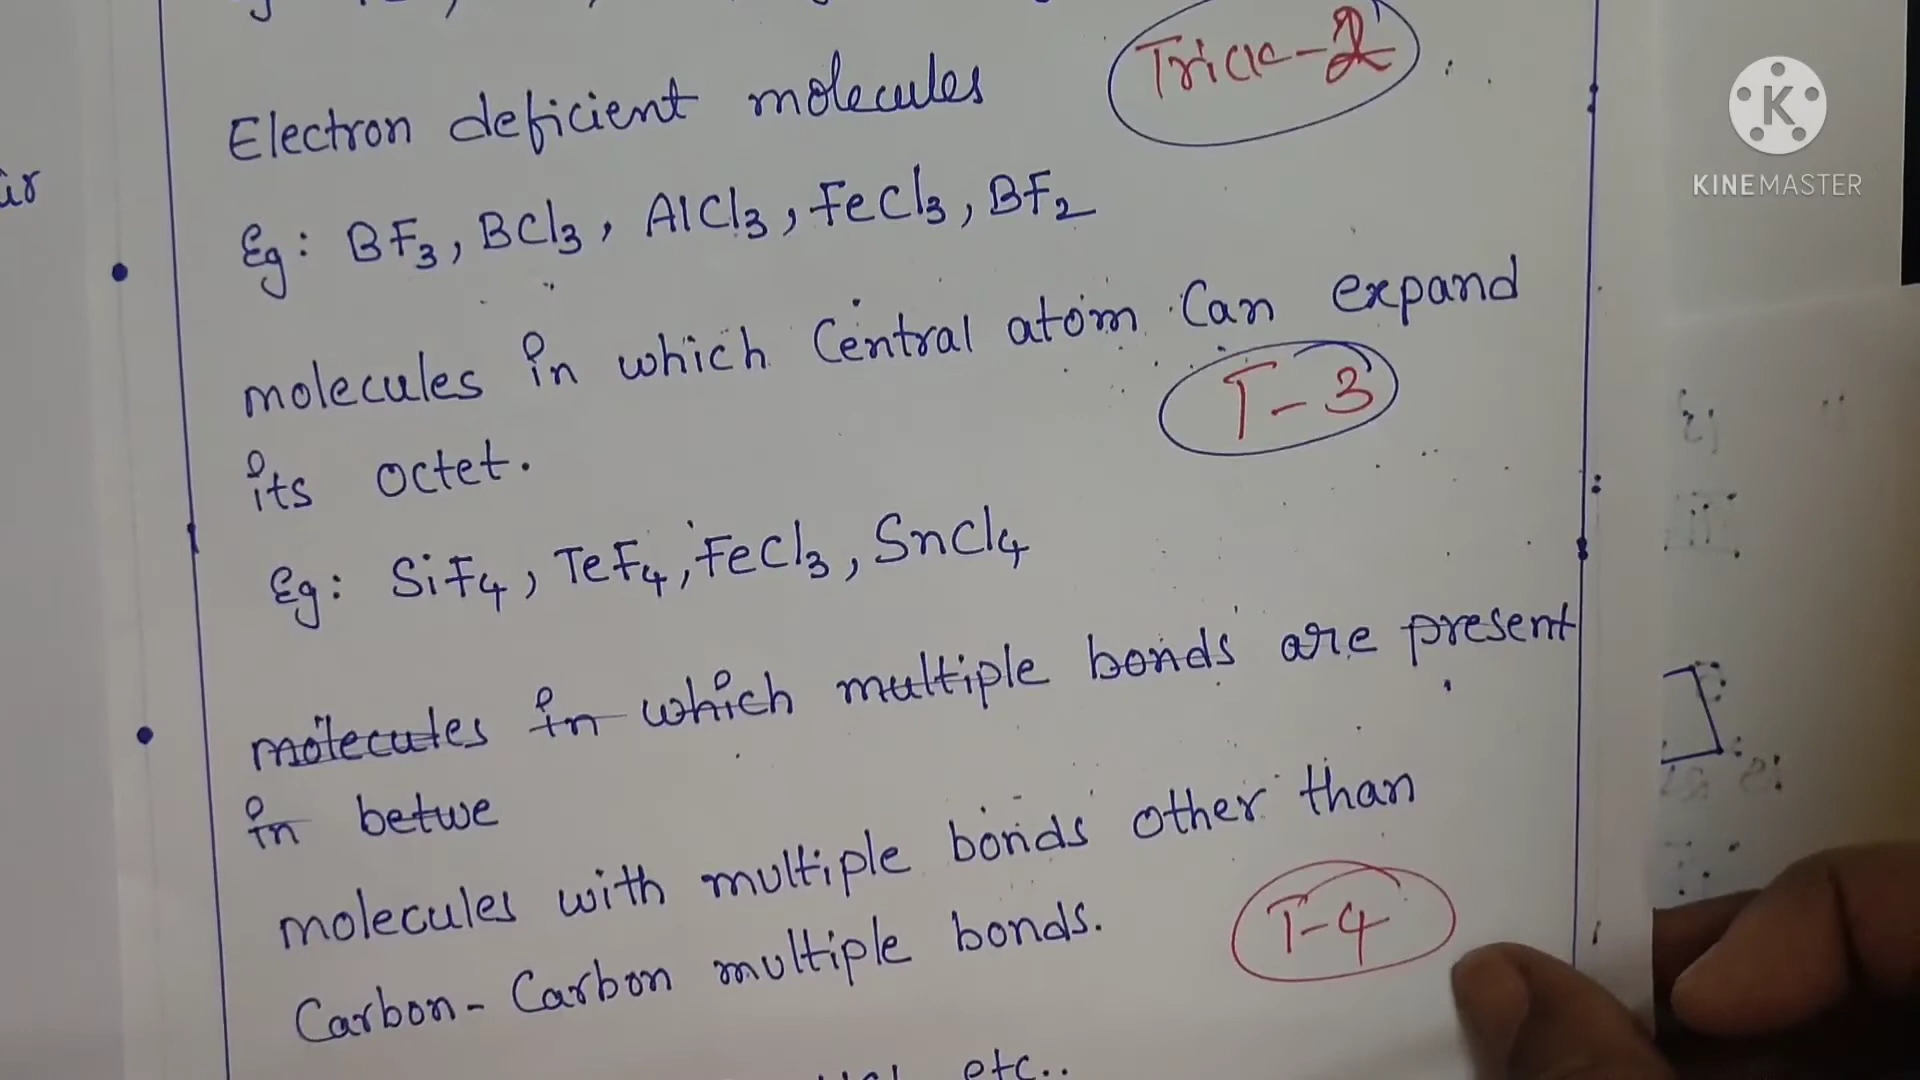 Trick-2
Electron deficient molecules
Eg: BF3, BCl3, AlCl3, FeCl3, BF2
molecules in which Central atom Can expand
T-3
its octet.
Eg: SiF4, TeF4, FeCl3, SnCl4
molecules in which multiple bonds are present
in betwe
molecules with multiple bonds other than
Carbon-Carbon multiple bonds.
T-4
etc..
K
KINEMASTER